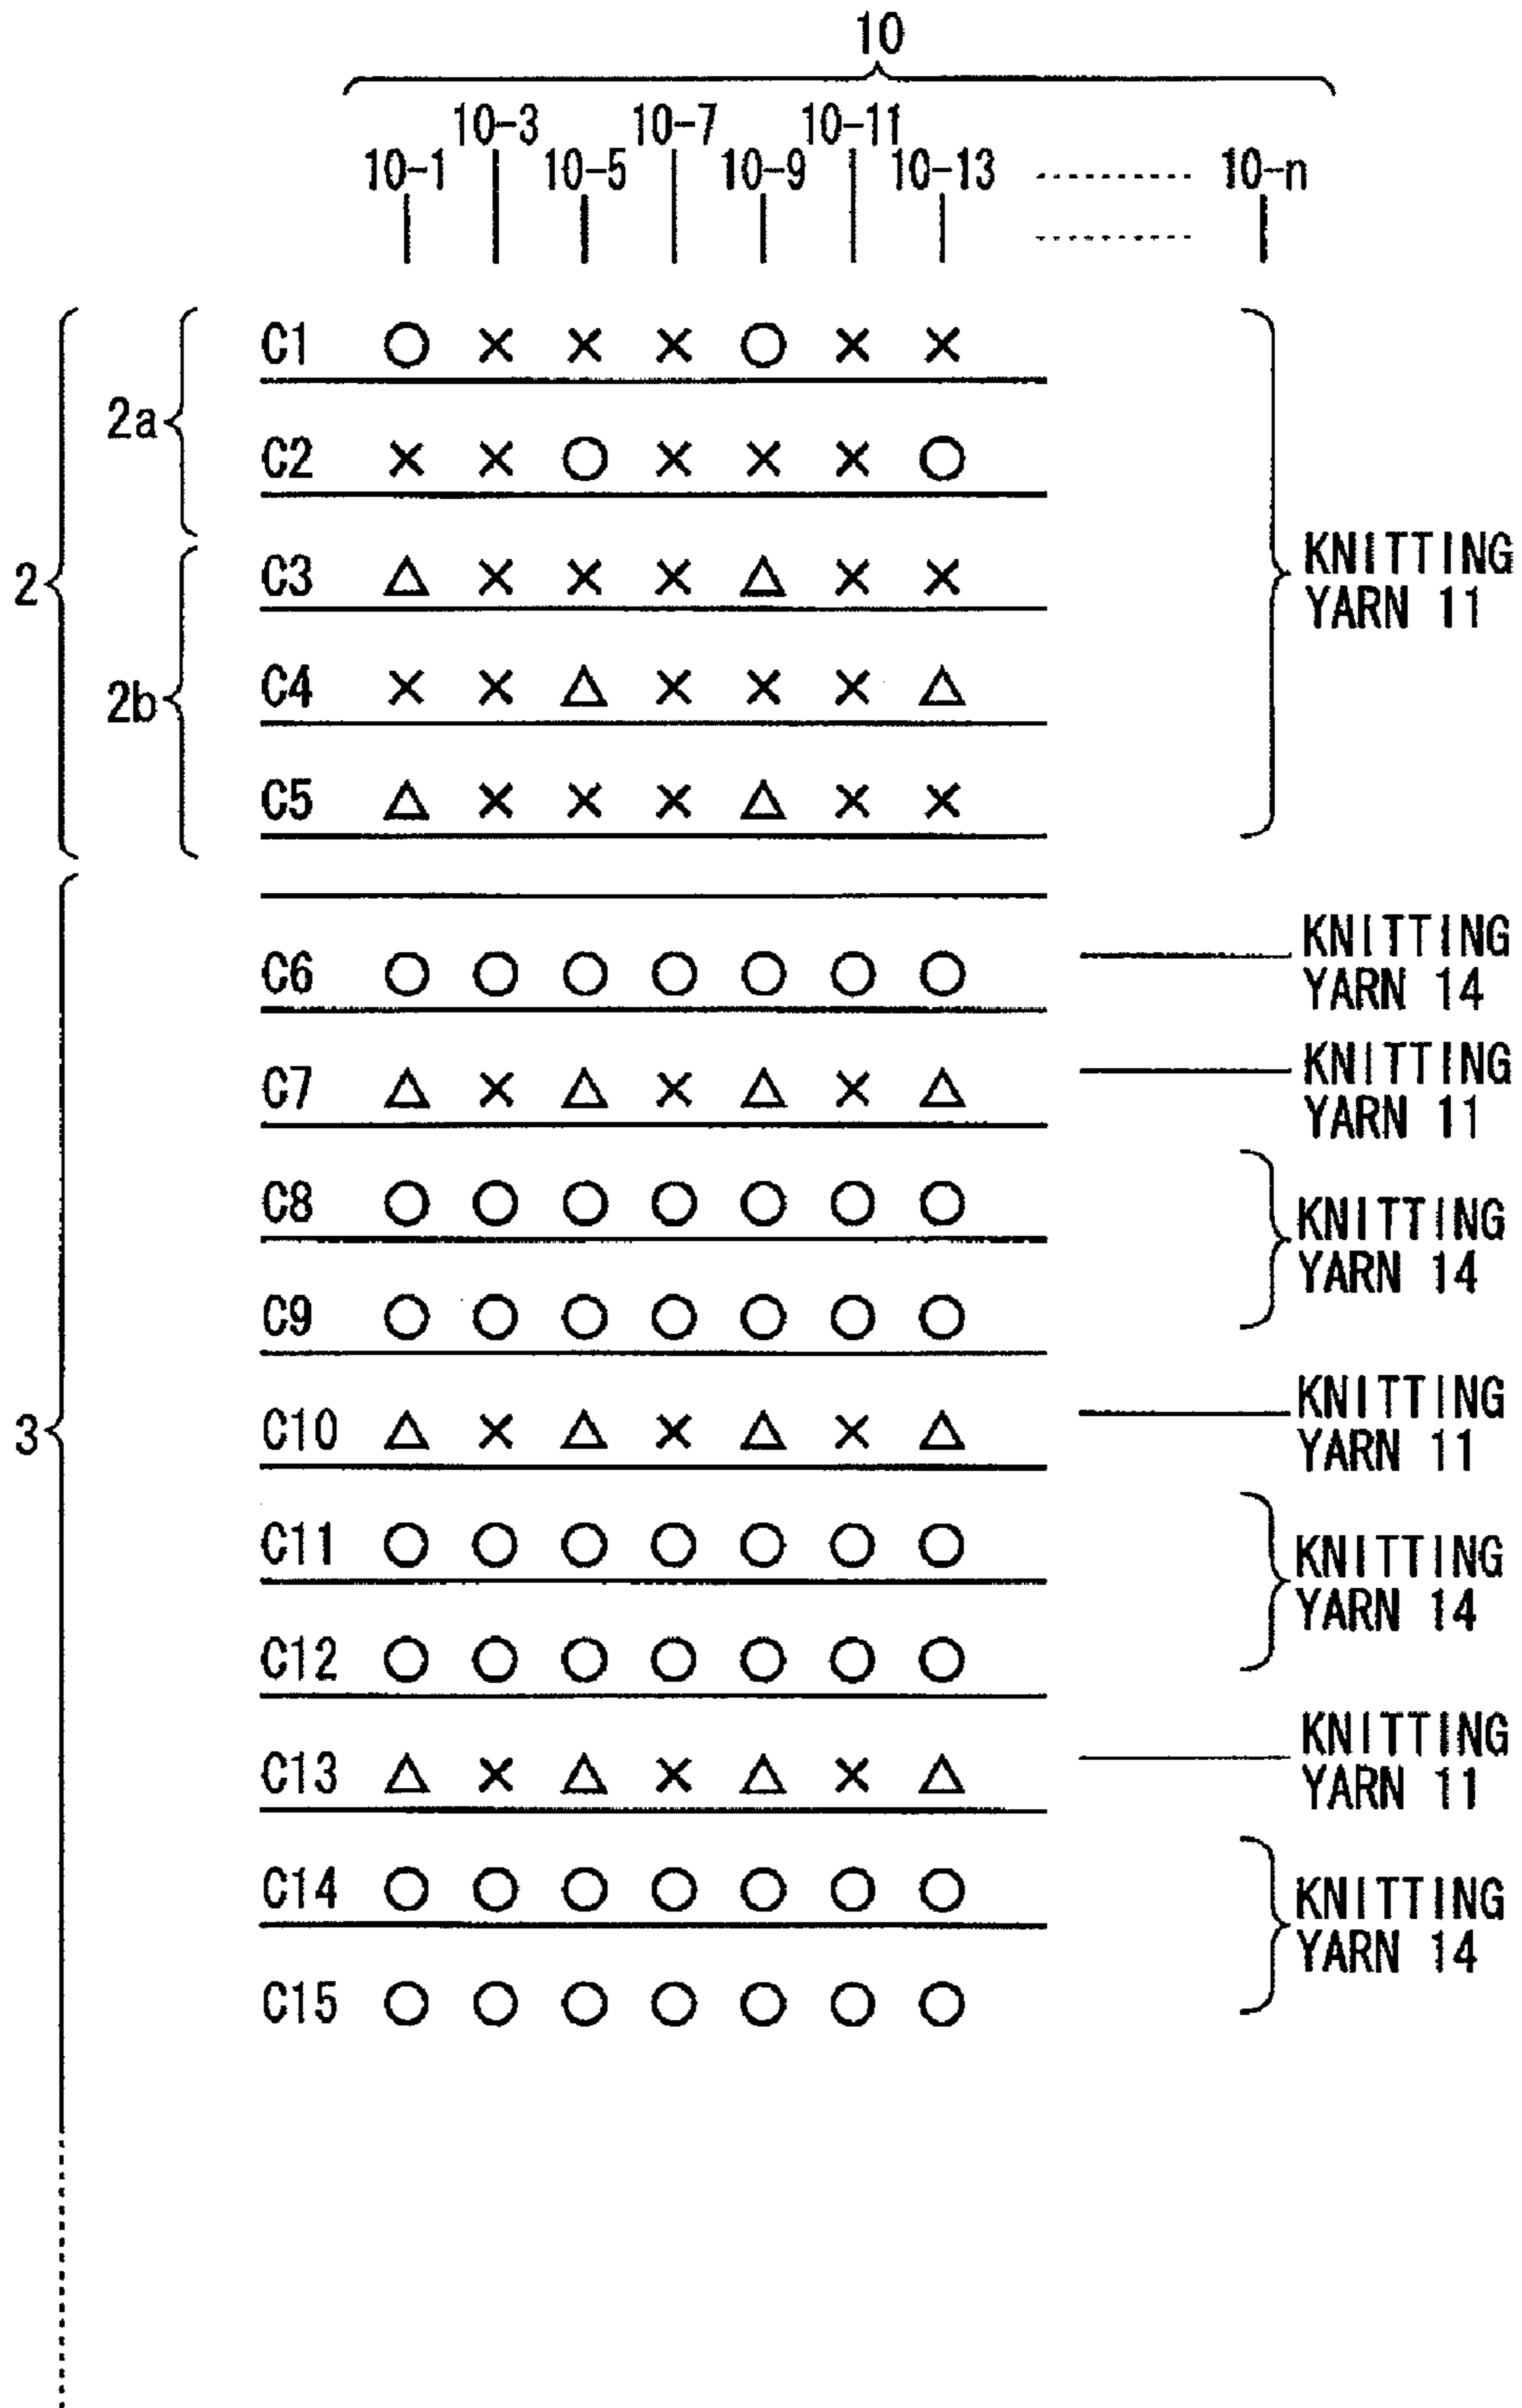 10
10-3 10-7 10-11
10-1 10-5 10-9 10-13 10-n
C1
2a
C2
2
C3
KNITTING
YARN 11
C4
2b
C5
C6
KNITTING
YARN 14
C7
KNITTING
YARN 11
C8
KNITTING
YARN 14
C9
3
C10
KNITTING
YARN 11
C11
KNITTING
YARN 14
C12
C13
KNITTING
YARN 11
C14
KNITTING
YARN 14
C15